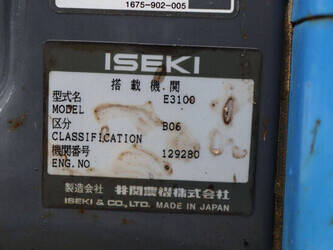 1675-902-005
ISEKI
搭載機関
型式名 E3100
MODEL
区分 B06
CLASSIFICATION
機関番号 129280
ENG. NO
製造会社 井関農機株式会社
ISEKI & CO., LTD. MADE IN JAPAN